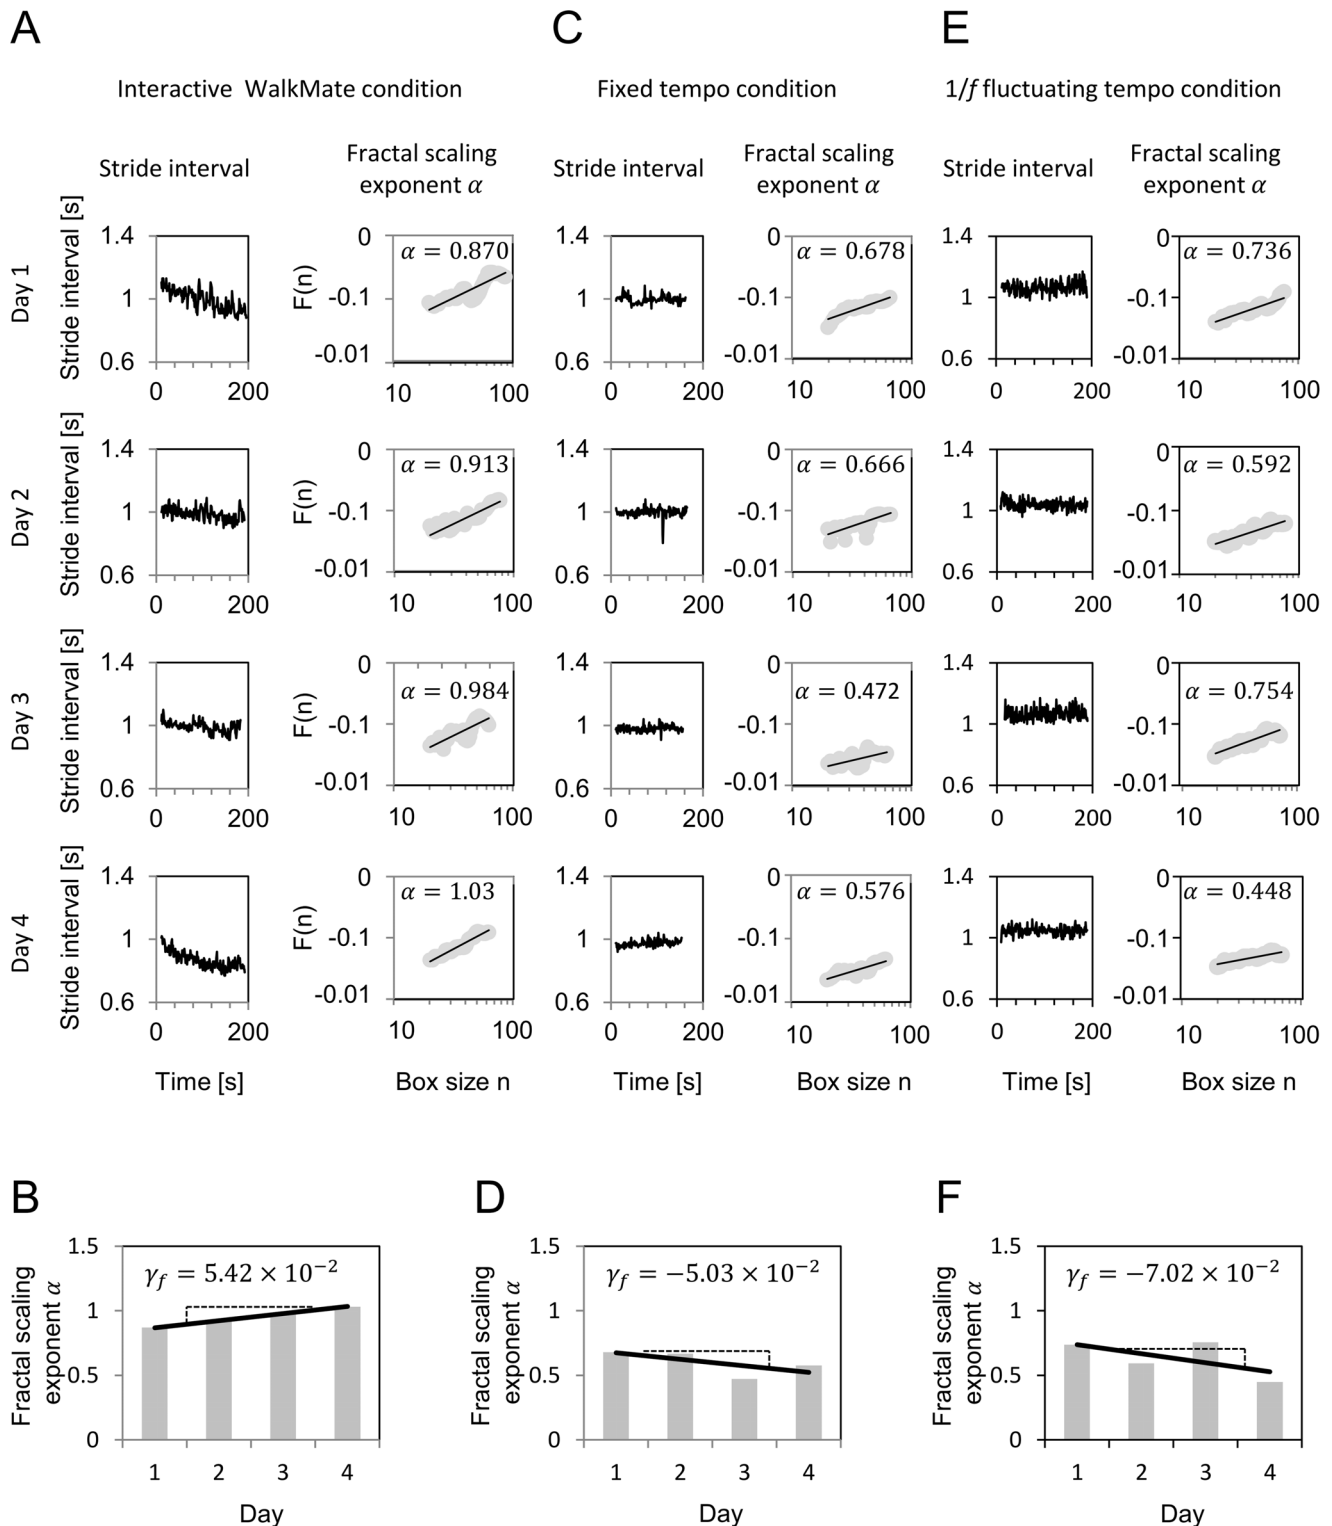 A
C
E
Interactive WalkMate condition
Fixed tempo condition
1/f fluctuating tempo condition
Stride interval
Fractal scaling
exponent α
Stride interval
Fractal scaling
exponent α
Stride interval
Fractal scaling
exponent α
Day 1
Stride interval [s]
1.4
1
0.6
0
200
F(n)
0
-0.1
-0.01
10
100
α = 0.870
1.4
1
0.6
0
200
0
-0.1
-0.01
10
100
α = 0.678
1.4
1
0.6
0
200
0
-0.1
-0.01
10
100
α = 0.736
Day 2
Stride interval [s]
1.4
1
0.6
0
200
F(n)
0
-0.1
-0.01
10
100
α = 0.913
1.4
1
0.6
0
200
0
-0.1
-0.01
10
100
α = 0.666
1.4
1
0.6
0
200
0
-0.1
-0.01
10
100
α = 0.592
Day 3
Stride interval [s]
1.4
1
0.6
0
200
F(n)
0
-0.1
-0.01
10
100
α = 0.984
1.4
1
0.6
0
200
0
-0.1
-0.01
10
100
α = 0.472
1.4
1
0.6
0
200
0
-0.1
-0.01
10
100
α = 0.754
Day 4
Stride interval [s]
1.4
1
0.6
0
200
F(n)
0
-0.1
-0.01
10
100
α = 1.03
1.4
1
0.6
0
200
0
-0.1
-0.01
10
100
α = 0.576
1.4
1
0.6
0
200
0
-0.1
-0.01
10
100
α = 0.448
Time [s]
Box size n
Time [s]
Box size n
Time [s]
Box size n
B
Fractal scaling
exponent α
1.5
1
0.5
0
γf = 5.42 × 10−2
1 2 3 4
Day
D
Fractal scaling
exponent α
1.5
1
0.5
0
γf = −5.03 × 10−2
1 2 3 4
Day
F
Fractal scaling
exponent α
1.5
1
0.5
0
γf = −7.02 × 10−2
1 2 3 4
Day